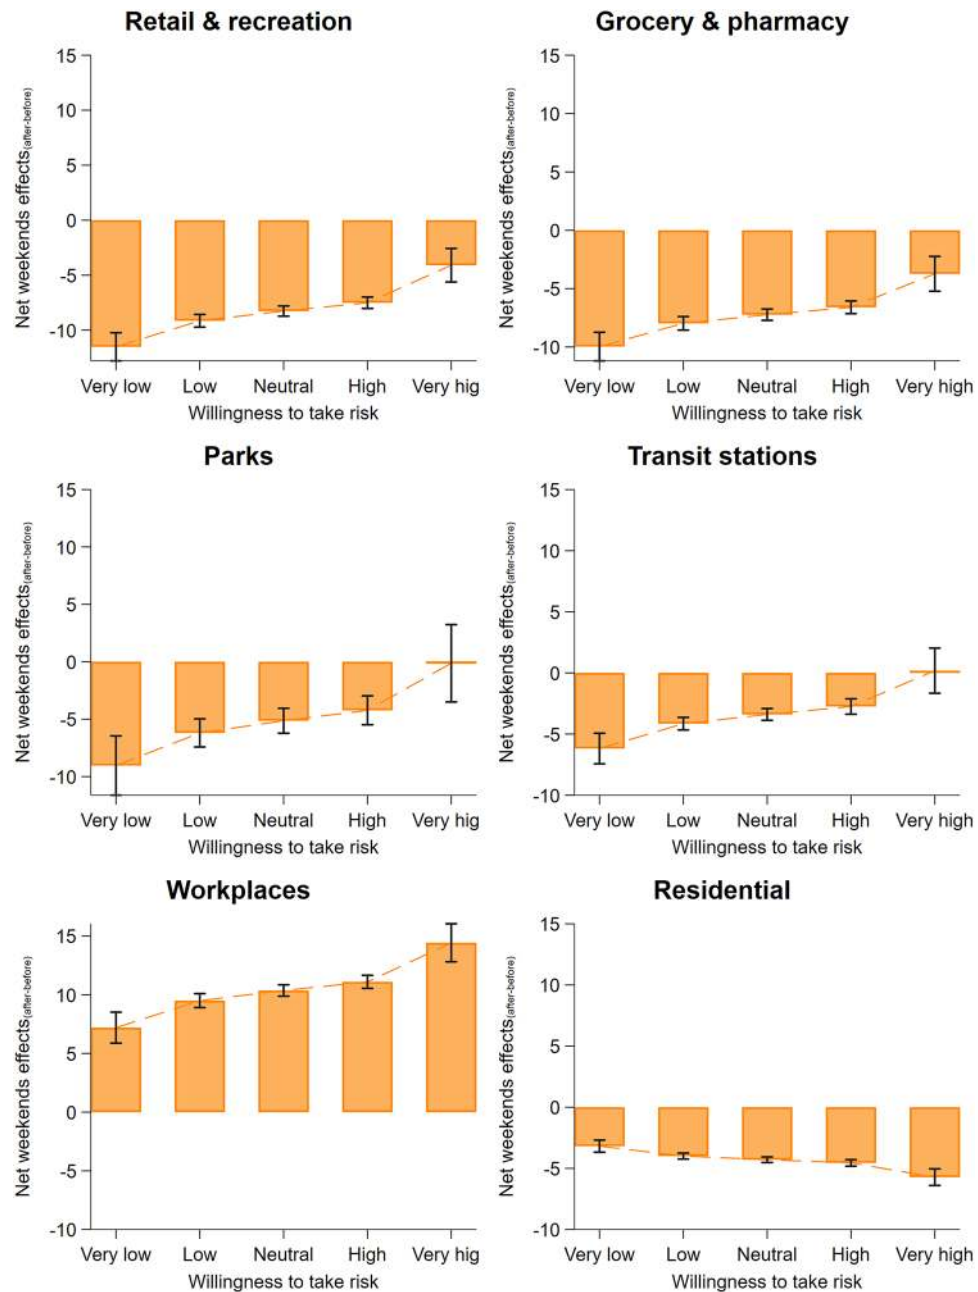 Retail & recreation
Net weekends effects(after-before)
15
10
5
0
-5
-10
Very low Low Neutral High Very hig
Willingness to take risk
Grocery & pharmacy
Net weekends effects(after-before)
15
10
5
0
-5
-10
Very low Low Neutral High Very high
Willingness to take risk
Parks
Net weekends effects(after-before)
15
10
5
0
-5
-10
Very low Low Neutral High Very hig
Willingness to take risk
Transit stations
Net weekends effects(after-before)
15
10
5
0
-5
-10
Very low Low Neutral High Very high
Willingness to take risk
Workplaces
Net weekends effects(after-before)
15
10
5
0
-5
-10
Very low Low Neutral High Very hig
Willingness to take risk
Residential
Net weekends effects(after-before)
15
10
5
0
-5
-10
Very low Low Neutral High Very high
Willingness to take risk